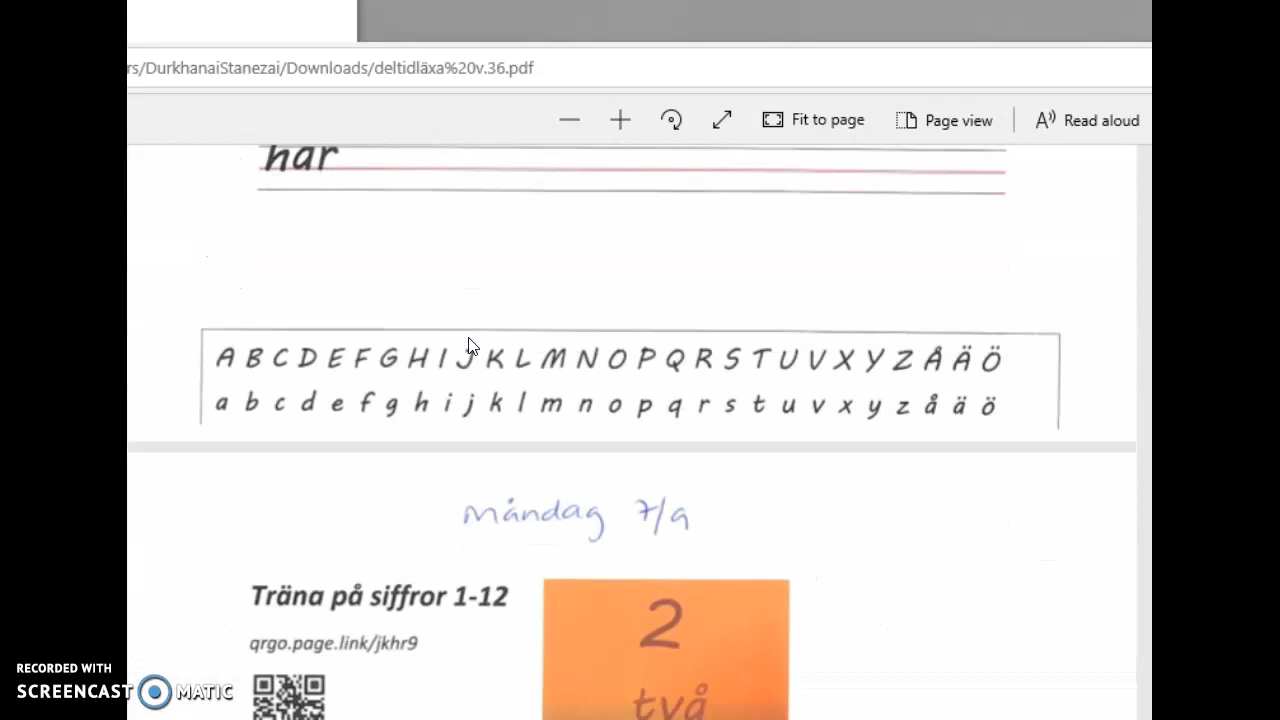 rs/DurkhanaiStanezai/Downloads/deltidläxa%20v.36.pdf
Fit to page
Page view
Read aloud
har
A B C D E F G H I J K L M N O P Q R S T U V X Y Z Å Ä Ö
a b c d e f g h i j k l m n o p q r s t u v x y z å ä ö
måndag 7/9
Träna på siffror 1-12
qrgo.page.link/jkhr9
2
två
RECORDED WITH
SCREENCAST MATIC